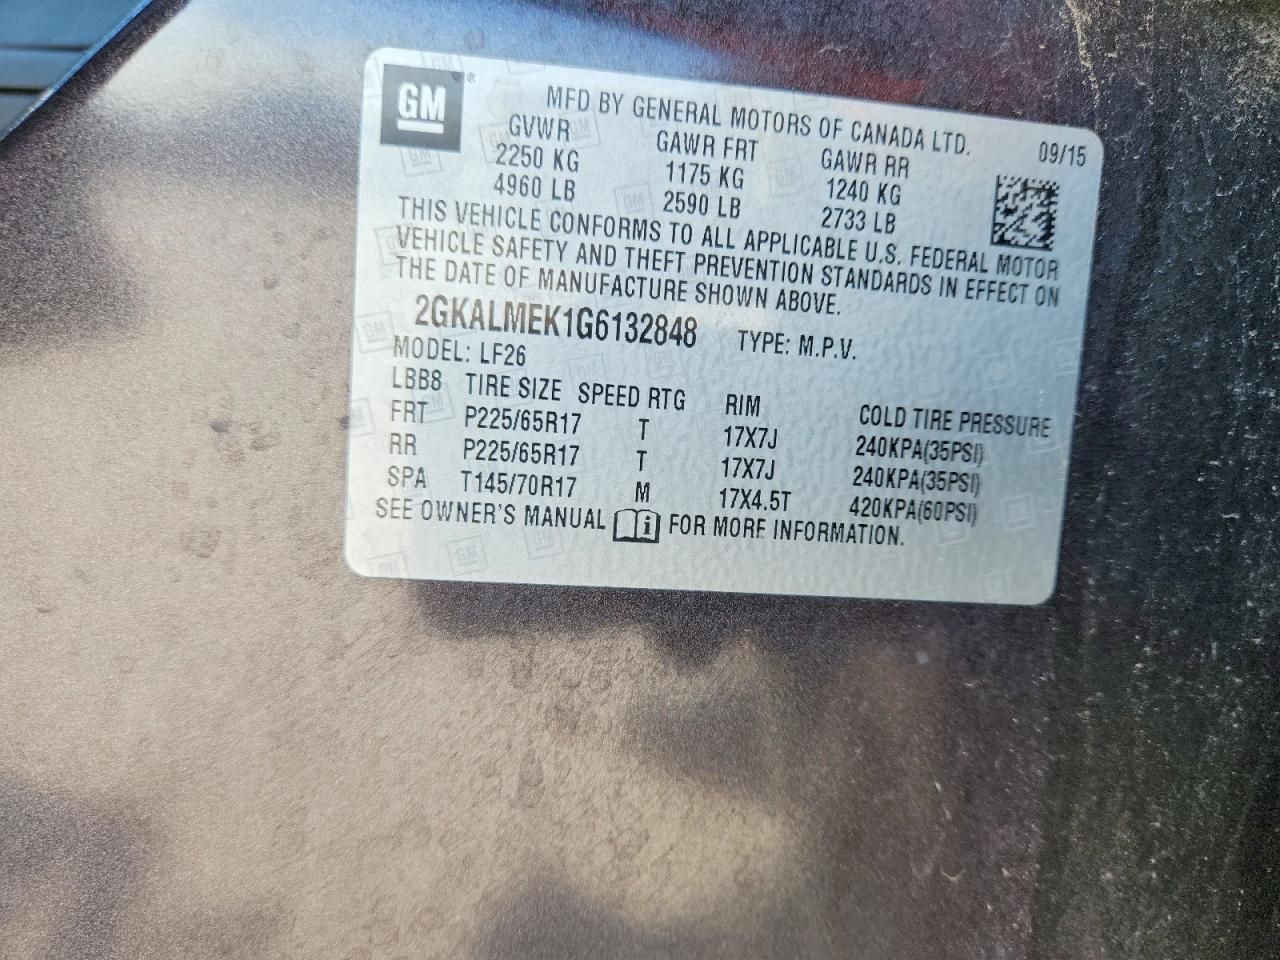 GM ®
MFD BY GENERAL MOTORS OF CANADA LTD.
GVWR GAWR FRT GAWR RR 09/15
2250 KG 1175 KG 1240 KG
4960 LB 2590 LB 2733 LB
THIS VEHICLE CONFORMS TO ALL APPLICABLE U.S. FEDERAL MOTOR
VEHICLE SAFETY AND THEFT PREVENTION STANDARDS IN EFFECT ON
THE DATE OF MANUFACTURE SHOWN ABOVE.
2GKALMEK1G6132848 TYPE: M.P.V.
MODEL: LF26
LBB8 TIRE SIZE SPEED RTG RIM COLD TIRE PRESSURE
FRT P225/65R17 T 17X7J 240KPA(35PSI)
RR P225/65R17 T 17X7J 240KPA(35PSI)
SPA T145/70R17 M 17X4.5T 420KPA(60PSI)
SEE OWNER'S MANUAL FOR MORE INFORMATION.